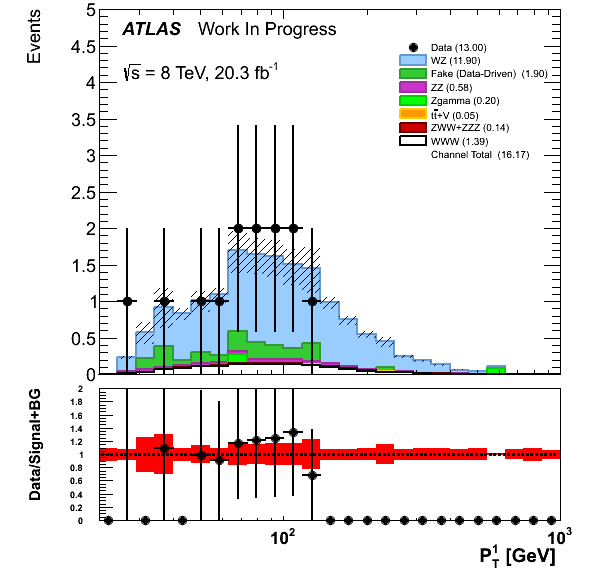 Events
5
4.5
4
3.5
3
2.5
2
1.5
1
0.5
0
ATLAS Work In Progress
√s = 8 TeV, 20.3 fb⁻¹
Data (13.00)
WZ (11.90)
Fake (Data-Driven) (1.90)
ZZ (0.58)
Zgamma (0.20)
tt̄+V (0.05)
ZWW+ZZZ (0.14)
WWW (1.39)
Channel Total (16.17)
Data/Signal+BG
2
1.8
1.6
1.4
1.2
1
0.8
0.6
0.4
0.2
0
10²
10³
P¹_T [GeV]